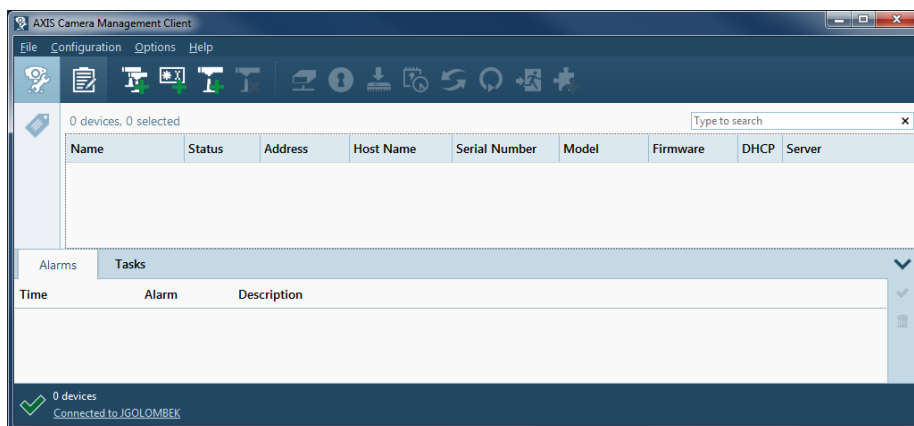 AXIS Camera Management Client
File Configuration Options Help
0 devices, 0 selected
Type to search
Name Status Address Host Name Serial Number Model Firmware DHCP Server
Alarms Tasks
Time Alarm Description
0 devices
Connected to JGOLOMBEK